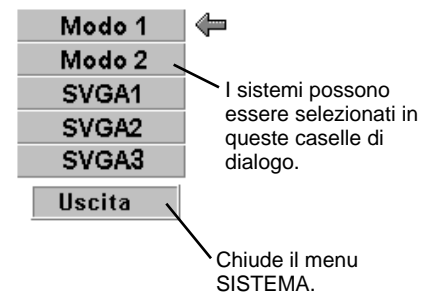 Modo 1
Modo 2
SVGA1
SVGA2
SVGA3
Uscita
I sistemi possono
essere selezionati in
queste caselle di
dialogo.
Chiude il menu
SISTEMA.